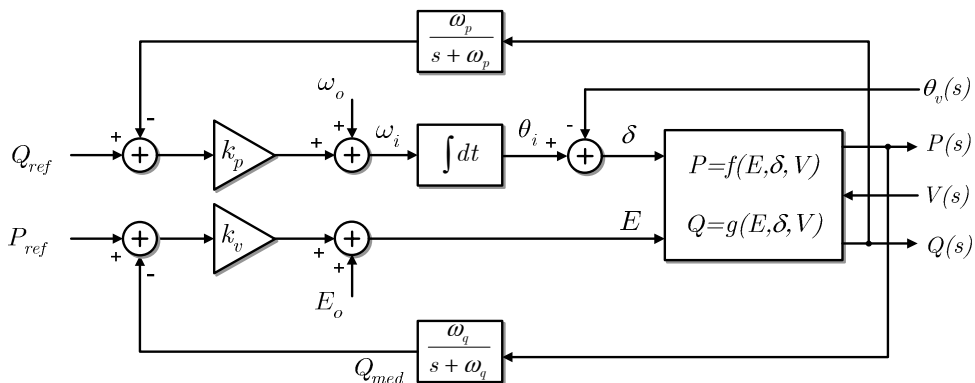 ω_p
s + ω_p
ω_o
θ_v(s)
-
+
Q_ref
+
k_p
+
+
+
ω_i
∫dt
θ_i
-
+
+
δ
P=f(E,δ,V)
Q=g(E,δ,V)
P(s)
V(s)
Q(s)
P_ref
+
+
-
k_v
+
+
+
E
E_o
ω_q
s + ω_q
Q_med